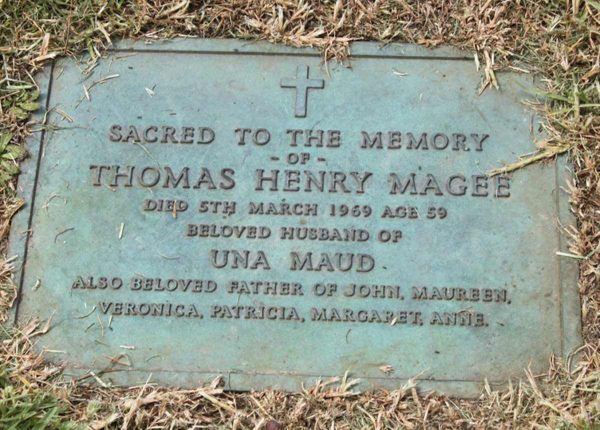 SACRED TO THE MEMORY
- OF -
THOMAS HENRY MAGEE
DIED 5TH MARCH 1969 AGE 59
BELOVED HUSBAND OF
UNA MAUD
ALSO BELOVED FATHER OF JOHN, MAUREEN,
VERONICA, PATRICIA, MARGARET, ANNE.